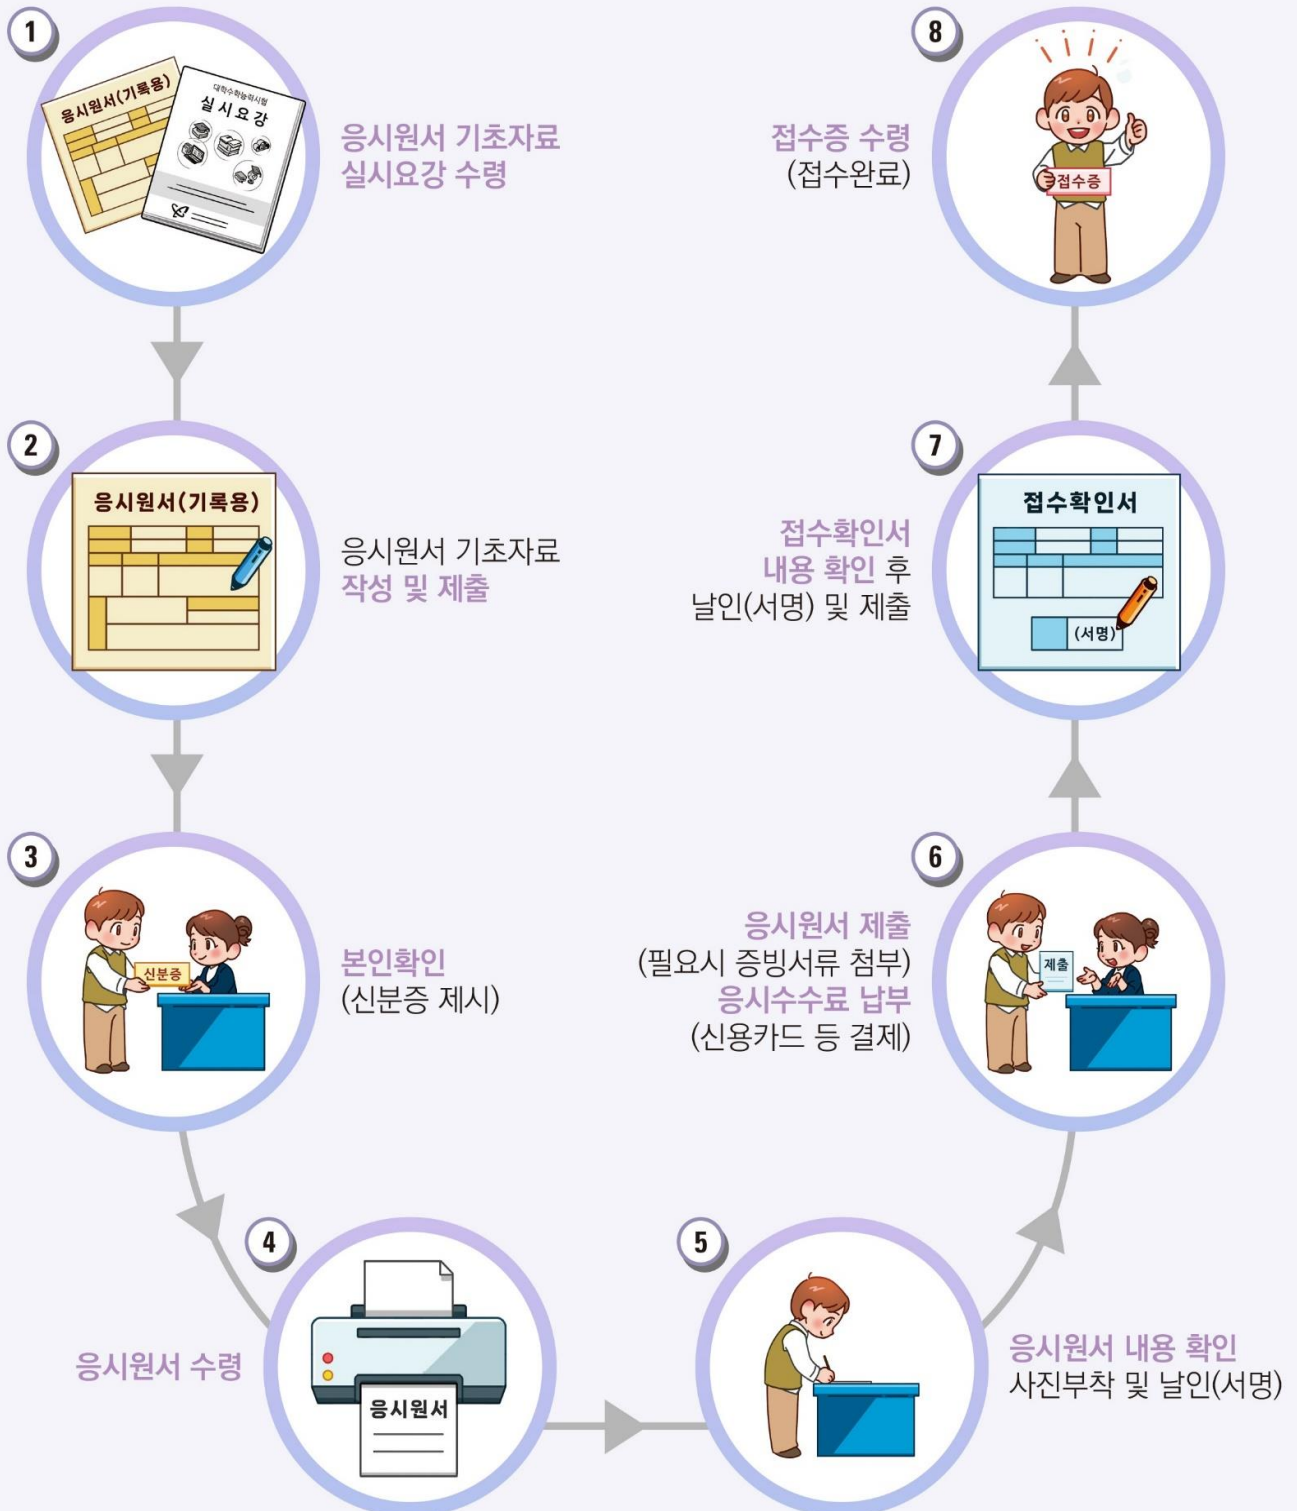 1
응시원서(기록용)
대학수학능력시험
실시요강
응시원서 기초자료
실시요강 수령
2
응시원서(기록용)
응시원서 기초자료
작성 및 제출
3
신분증
본인확인
(신분증 제시)
4
응시원서
응시원서 수령
5
응시원서 내용 확인
사진부착 및 날인(서명)
6
제출
응시원서 제출
(필요시 증빙서류 첨부)
응시수수료 납부
(신용카드 등 결제)
7
접수확인서
(서명)
접수확인서
내용 확인 후
날인(서명) 및 제출
8
접수증
접수증 수령
(접수완료)